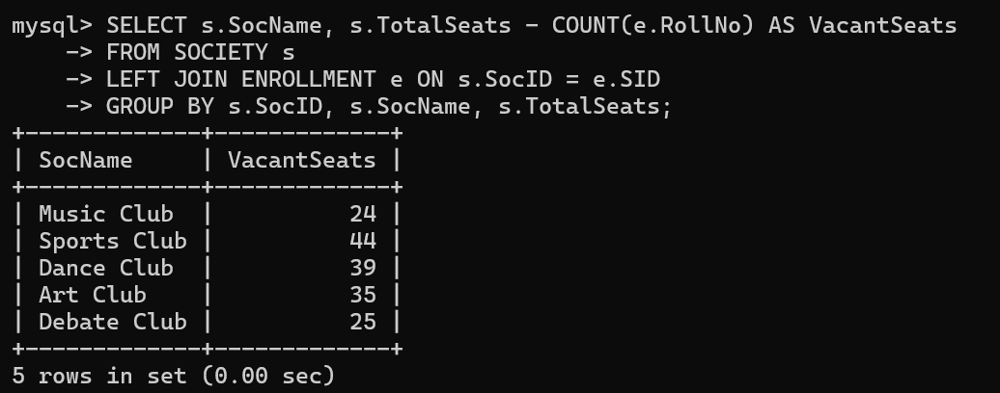 mysql> SELECT s.SocName, s.TotalSeats - COUNT(e.RollNo) AS VacantSeats
    -> FROM SOCIETY s
    -> LEFT JOIN ENROLLMENT e ON s.SocID = e.SID
    -> GROUP BY s.SocID, s.SocName, s.TotalSeats;
+-------------+-------------+
| SocName     | VacantSeats |
+-------------+-------------+
| Music Club  |          24 |
| Sports Club |          44 |
| Dance Club  |          39 |
| Art Club    |          35 |
| Debate Club |          25 |
+-------------+-------------+
5 rows in set (0.00 sec)